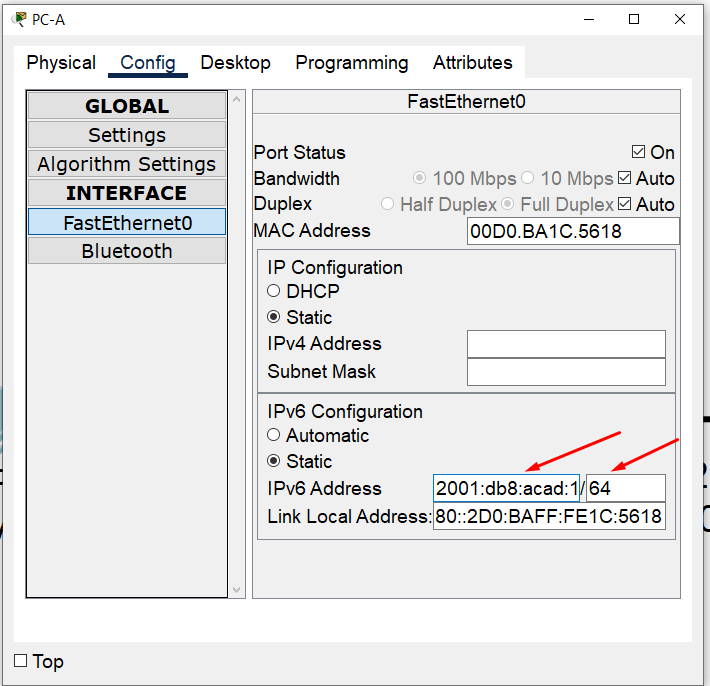 PC-A
Physical Config Desktop Programming Attributes
GLOBAL
Settings
Algorithm Settings
INTERFACE
FastEthernet0
Bluetooth
FastEthernet0
Port Status On
Bandwidth 100 Mbps 10 Mbps Auto
Duplex Half Duplex Full Duplex Auto
MAC Address 00D0.BA1C.5618
IP Configuration
DHCP
Static
IPv4 Address
Subnet Mask
IPv6 Configuration
Automatic
Static
IPv6 Address 2001:db8:acad:1/64
Link Local Address:80::2D0:BAFF:FE1C:5618
Top